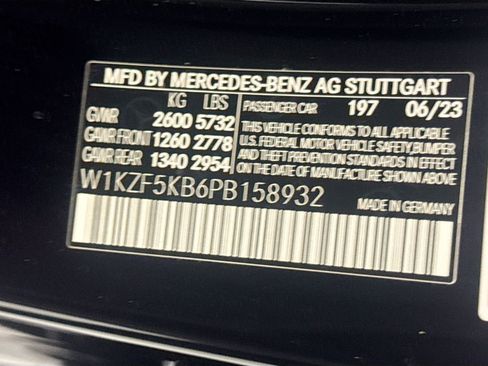 MFD BY MERCEDES-BENZ AG STUTTGART
KG LBS PASSENGER CAR 197 06/23
GVWR 2600 5732
GAWR FRONT 1260 2778
GAWR REAR 1340 2954
THIS VEHICLE CONFORMS TO ALL APPLICABLE
U.S. FEDERAL MOTOR VEHICLE SAFETY/BUMPER
& THEFT PREVENTION STANDARDS IN EFFECT
ON THE DATE OF MANUFACTURE SHOWN ABOVE.
W1KZF5KB6PB158932 MADE IN GERMANY